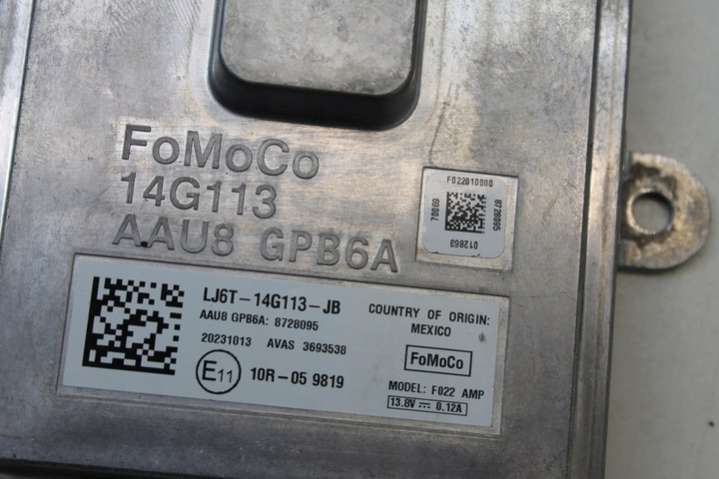 FoMoCo
14G113
AAU8 GPB6A
F022010000
8728095
012868
LJ6T-14G113-JB
AAU8 GPB6A: 8728095
20231013 AVAS 3693538
E11
10R-05 9819
COUNTRY OF ORIGIN:
MEXICO
FoMoCo
MODEL: F022 AMP
13.8V⎓ 0.12A